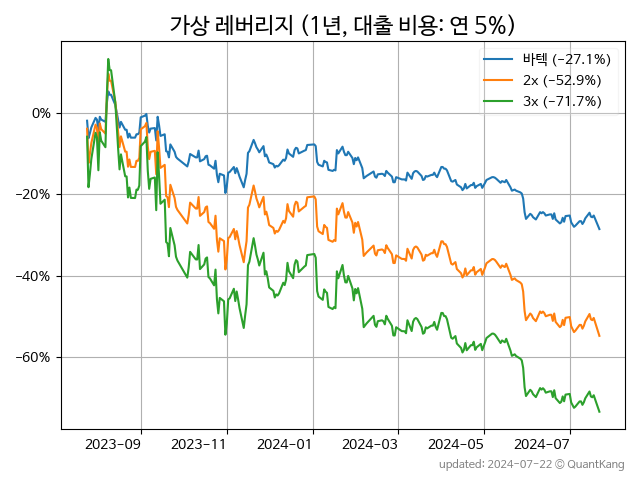 가상 레버리지 (1년, 대출 비용: 연 5%)
바텍 (−27.1%)
2x (−52.9%)
3x (−71.7%)
0%
−20%
−40%
−60%
2023−09 2023−11 2024−01 2024−03 2024−05 2024−07
updated: 2024-07-22 © QuantKang